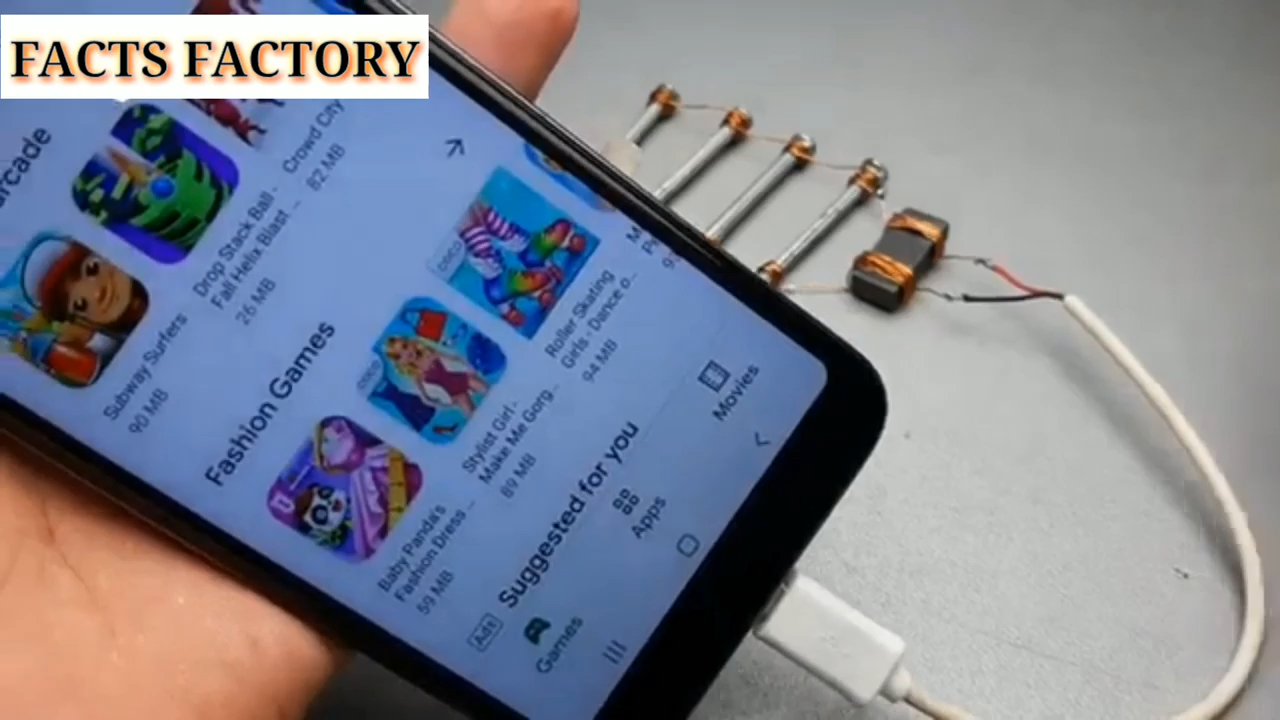 FACTS FACTORY
Crowd City
82 MB
Drop Stack Ball -
Fall Helix Blast ...
26 MB
Subway Surfers
90 MB
Fashion Games
COCO
Roller Skating
Girls - Dance o...
94 MB
COCO
Stylist Girl -
Make Me Gorg...
89 MB
Baby Panda's
Fashion Dress ...
59 MB
Ads
Suggested for you
Games
Apps
Movies